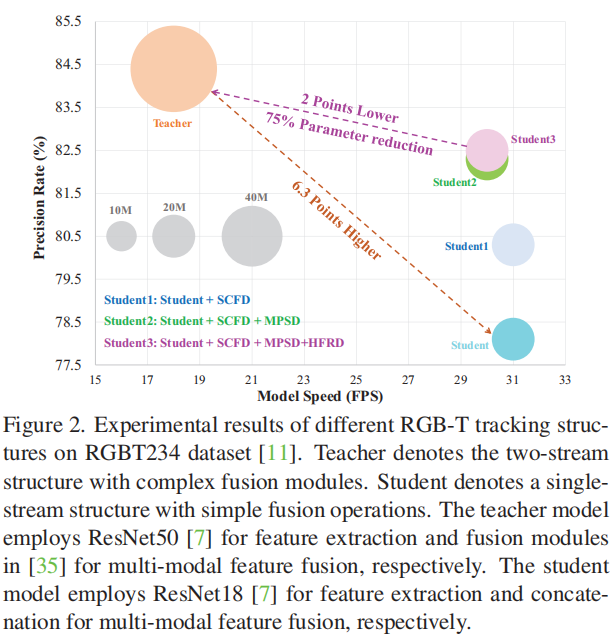 85.5
84.5
83.5
82.5
81.5
80.5
79.5
78.5
77.5
Precision Rate (%)
Teacher
2 Points Lower
75% Parameter reduction
6.3 Points Higher
Student3
Student2
Student1
Student
10M
20M
40M
Student1: Student + SCFD
Student2: Student + SCFD + MPSD
Student3: Student + SCFD + MPSD+HFRD
15 17 19 21 23 25 27 29 31 33
Model Speed (FPS)
Figure 2. Experimental results of different RGB-T tracking struc-
tures on RGBT234 dataset [11]. Teacher denotes the two-stream
structure with complex fusion modules. Student denotes a single-
stream structure with simple fusion operations. The teacher model
employs ResNet50 [7] for feature extraction and fusion modules
in [35] for multi-modal feature fusion, respectively. The student
model employs ResNet18 [7] for feature extraction and concate-
nation for multi-modal feature fusion, respectively.